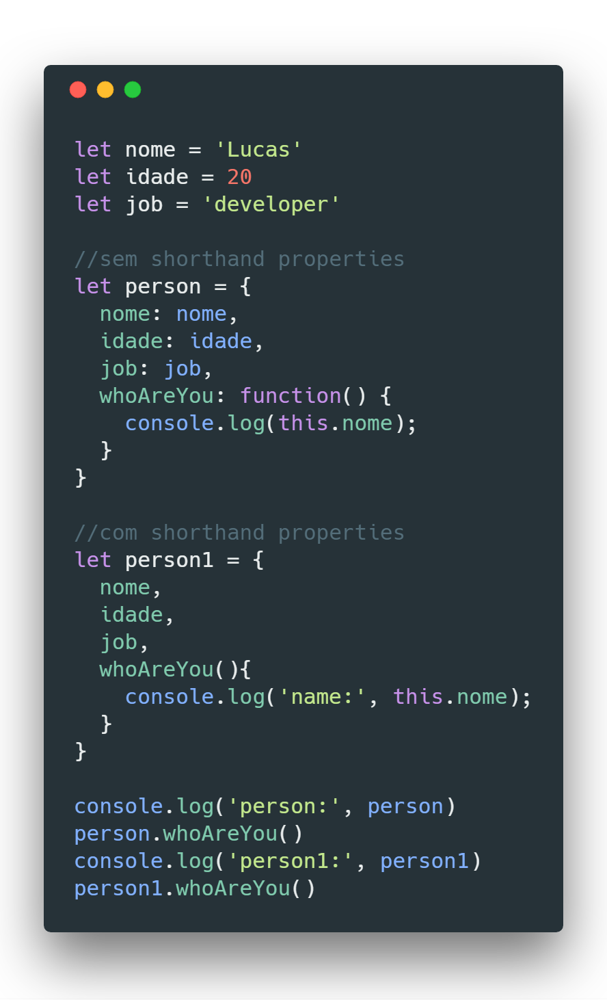 let nome = 'Lucas'
let idade = 20
let job = 'developer'

//sem shorthand properties
let person = {
  nome: nome,
  idade: idade,
  job: job,
  whoAreYou: function() {
    console.log(this.nome);
  }
}

//com shorthand properties
let person1 = {
  nome,
  idade,
  job,
  whoAreYou(){
    console.log('name:', this.nome);
  }
}

console.log('person:', person)
person.whoAreYou()
console.log('person1:', person1)
person1.whoAreYou()